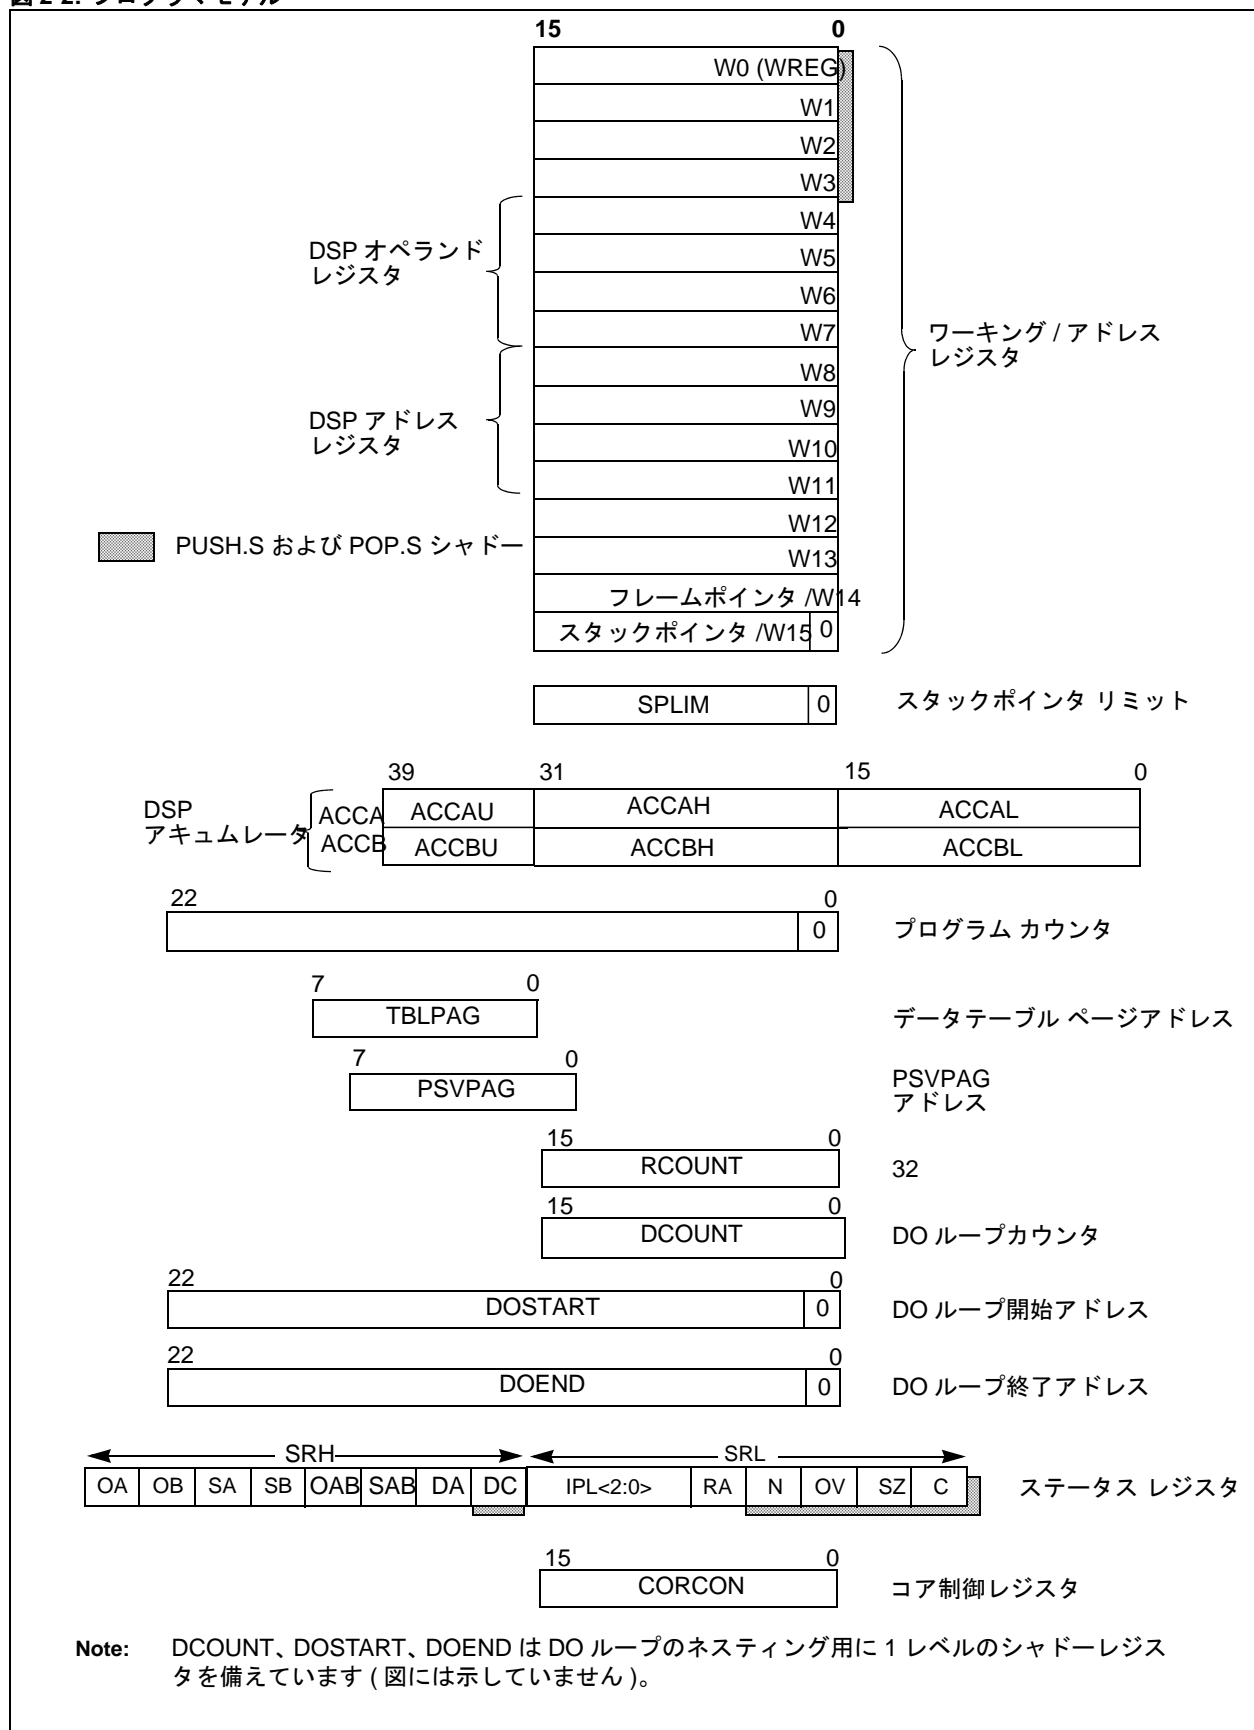 図 2-2: プログラマモデル
15 0
W0 (WREG)
W1
W2
W3
W4
DSP オペランド
レジスタ
W5
W6
W7
ワーキング / アドレス
レジスタ
W8
DSP アドレス
レジスタ
W9
W10
W11
W12
PUSH.S および POP.S シャドー
W13
フレームポインタ /W14
スタックポインタ /W15 0
SPLIM 0 スタックポインタ リミット
39 31 15 0
DSP
アキュムレータ
ACCA ACCAU ACCAH ACCAL
ACCB ACCBU ACCBH ACCBL
22 0
0 プログラム カウンタ
7 0
TBLPAG データテーブル ページアドレス
7 0
PSVPAG PSVPAG
アドレス
15 0
RCOUNT 32
15 0
DCOUNT DO ループカウンタ
22 0
DOSTART 0 DO ループ開始アドレス
22 0
DOEND 0 DO ループ終了アドレス
SRH SRL
OA OB SA SB OAB SAB DA DC IPL<2:0> RA N OV SZ C ステータス レジスタ
15 0
CORCON コア制御レジスタ
Note: DCOUNT、DOSTART、DOEND は DO ループのネスティング用に 1 レベルのシャドーレジス
タを備えています ( 図には示していません )。